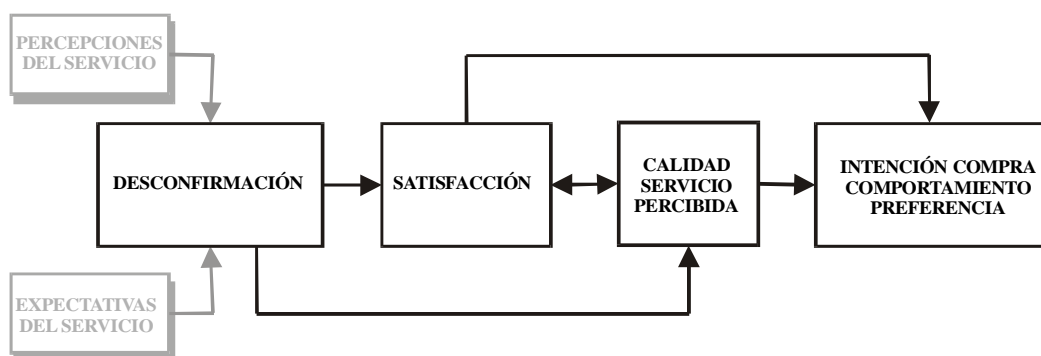 PERCEPCIONES
DEL SERVICIO
DESCONFIRMACIÓN
SATISFACCIÓN
CALIDAD
SERVICIO
PERCIBIDA
INTENCIÓN COMPRA
COMPORTAMIENTO
PREFERENCIA
EXPECTATIVAS
DEL SERVICIO